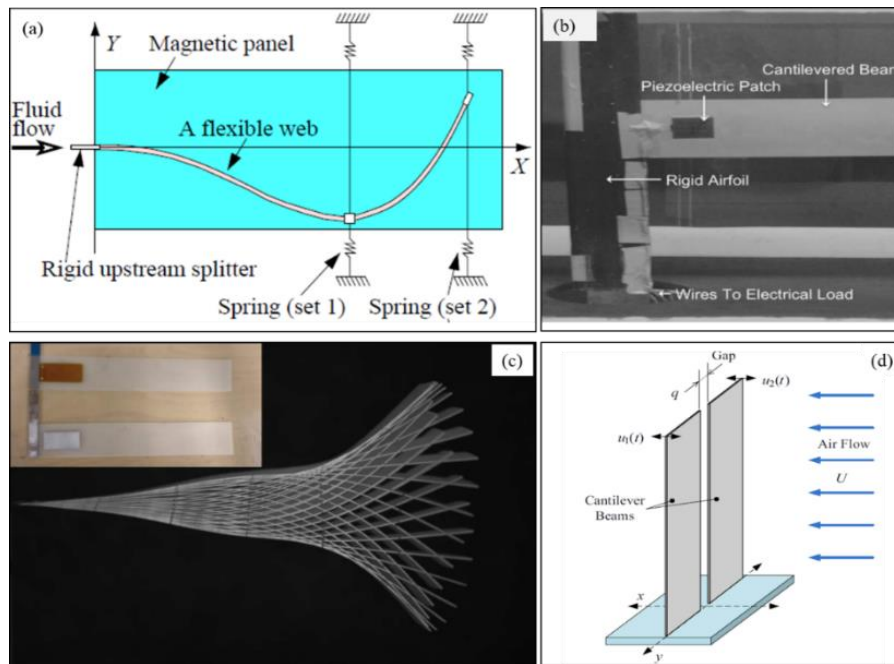 (a)
Y
Magnetic panel
Fluid
flow
A flexible web
X
Rigid upstream splitter
Spring (set 1)
Spring (set 2)
(b)
Cantilevered Beam
Piezoelectric Patch
Rigid Airfoil
Wires To Electrical Load
(c)
(d)
Gap
q
u₂(t)
u₁(t)
Air Flow
U
Cantilever
Beams
x
y